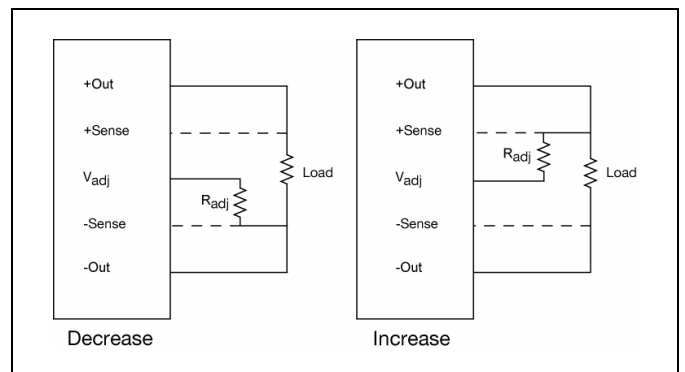 +Out
+Sense
Vadj
Radj
Load
-Sense
-Out
Decrease
+Out
+Sense
Radj
Vadj
Load
-Sense
-Out
Increase